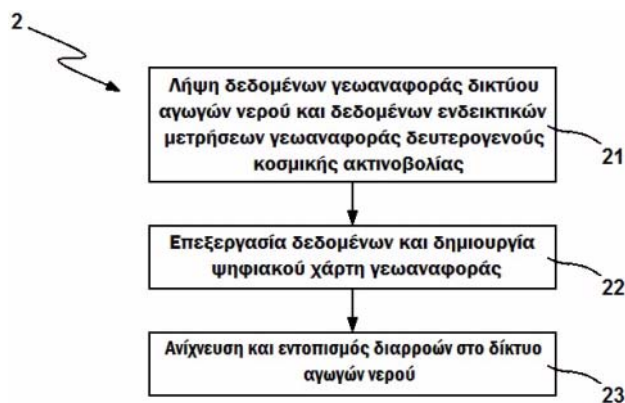 2
Λήψη δεδομένων γεωαναφοράς δικτύου
αγωγών νερού και δεδομένων ενδεικτικών
μετρήσεων γεωαναφοράς δευτερογενούς
κοσμικής ακτινοβολίας
21
Επεξεργασία δεδομένων και δημιουργία
ψηφιακού χάρτη γεωαναφοράς
22
Ανίχνευση και εντοπισμός διαρροών στο δίκτυο
αγωγών νερού
23